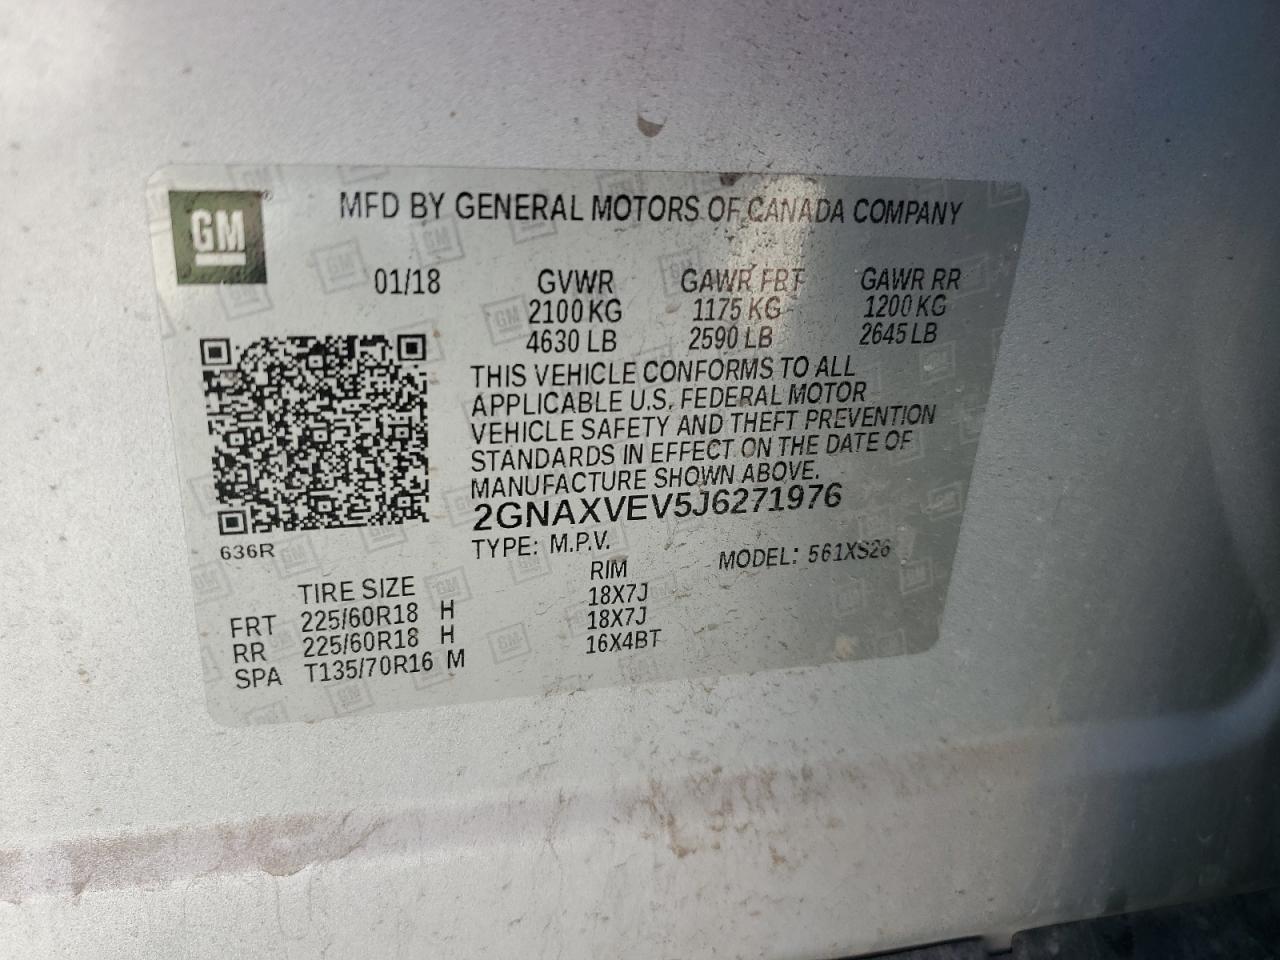 GM ®
MFD BY GENERAL MOTORS OF CANADA COMPANY
01/18 GVWR GAWR FRT GAWR RR
2100 KG 1175 KG 1200 KG
4630 LB 2590 LB 2645 LB
THIS VEHICLE CONFORMS TO ALL
APPLICABLE U.S. FEDERAL MOTOR
VEHICLE SAFETY AND THEFT PREVENTION
STANDARDS IN EFFECT ON THE DATE OF
MANUFACTURE SHOWN ABOVE.
2GNAXVEV5J6271976
636R
TYPE: M.P.V. MODEL: 561XS26
TIRE SIZE RIM
FRT 225/60R18 H 18X7J
RR 225/60R18 H 18X7J
SPA T135/70R16 M 16X4BT